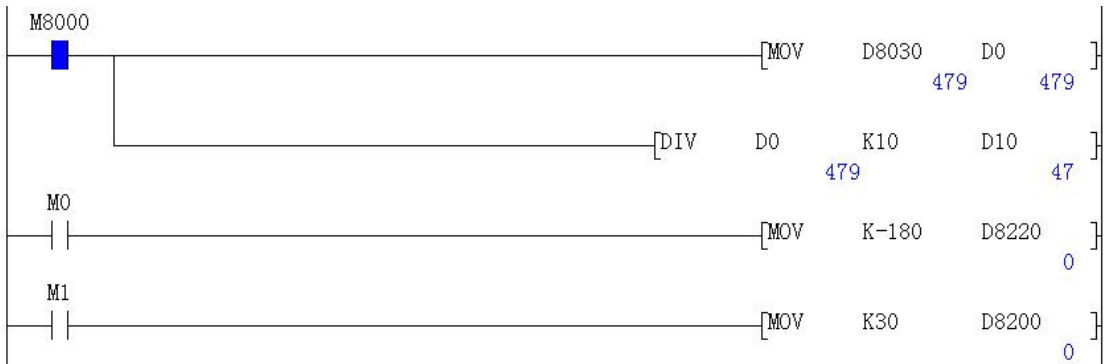 M8000
[MOV D8030 D0 ]
479 479
[DIV D0 K10 D10 ]
479 47
M0
[MOV K-180 D8220 ]
0
M1
[MOV K30 D8200 ]
0